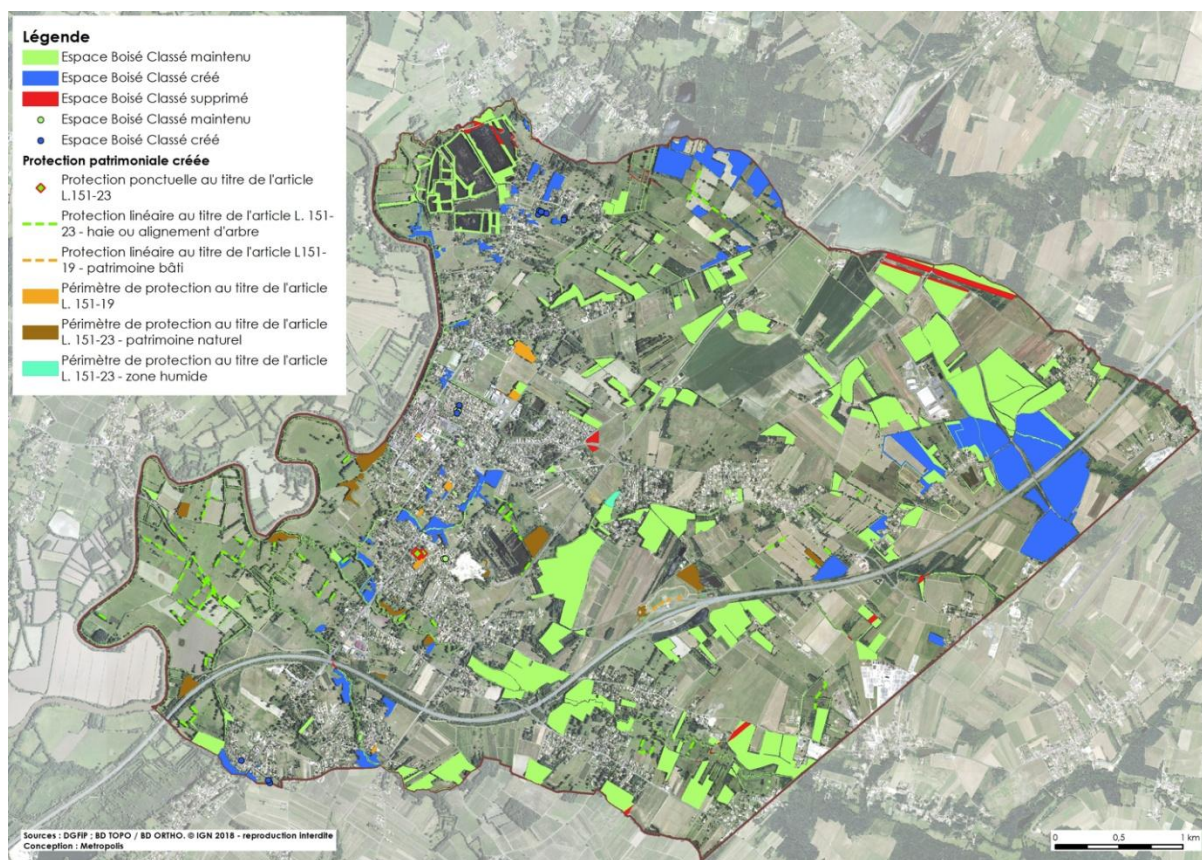 Légende
Espace Boisé Classé maintenu
Espace Boisé Classé créé
Espace Boisé Classé supprimé
Espace Boisé Classé maintenu
Espace Boisé Classé créé
Protection patrimoniale créée
Protection ponctuelle au titre de l'article
L.151-23
Protection linéaire au titre de l'article L. 151-
23 - haie ou alignement d'arbre
Protection linéaire au titre de l'article L151-
19 - patrimoine bâti
Périmètre de protection au titre de l'article
L. 151-19
Périmètre de protection au titre de l'article
L. 151-23 - patrimoine naturel
Périmètre de protection au titre de l'article
L. 151-23 - zone humide
Sources : DGFIP ; BD TOPO / BD ORTHO. © IGN 2018 - reproduction interdite
Conception : Metropolis
0 0,5 1 km